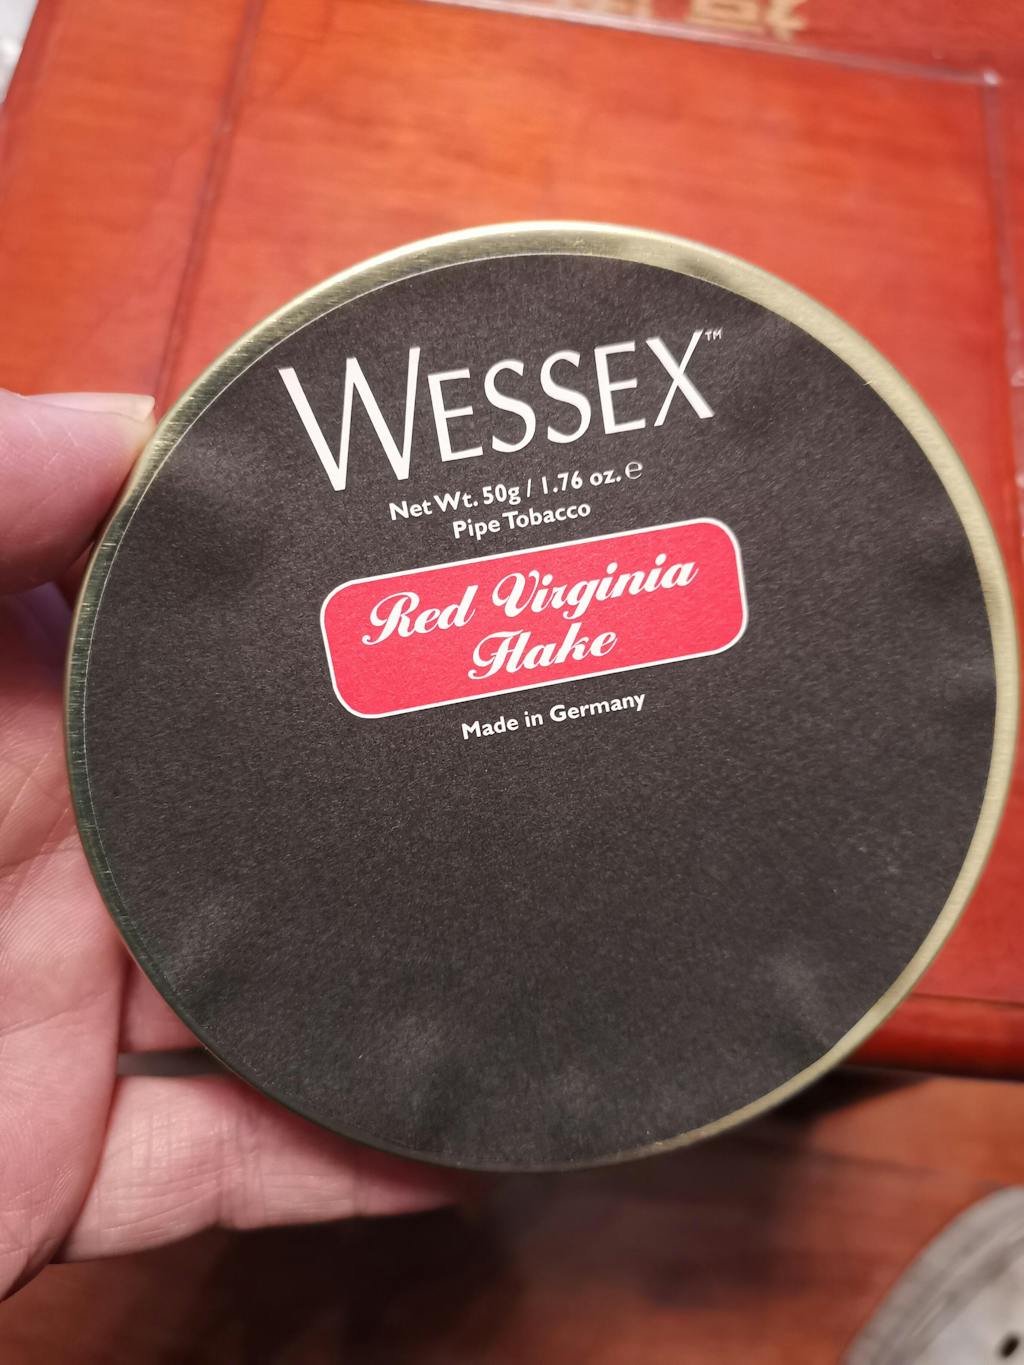 WESSEX™
Net Wt. 50g / 1.76 oz. ℮
Pipe Tobacco
Red Virginia
Flake
Made in Germany